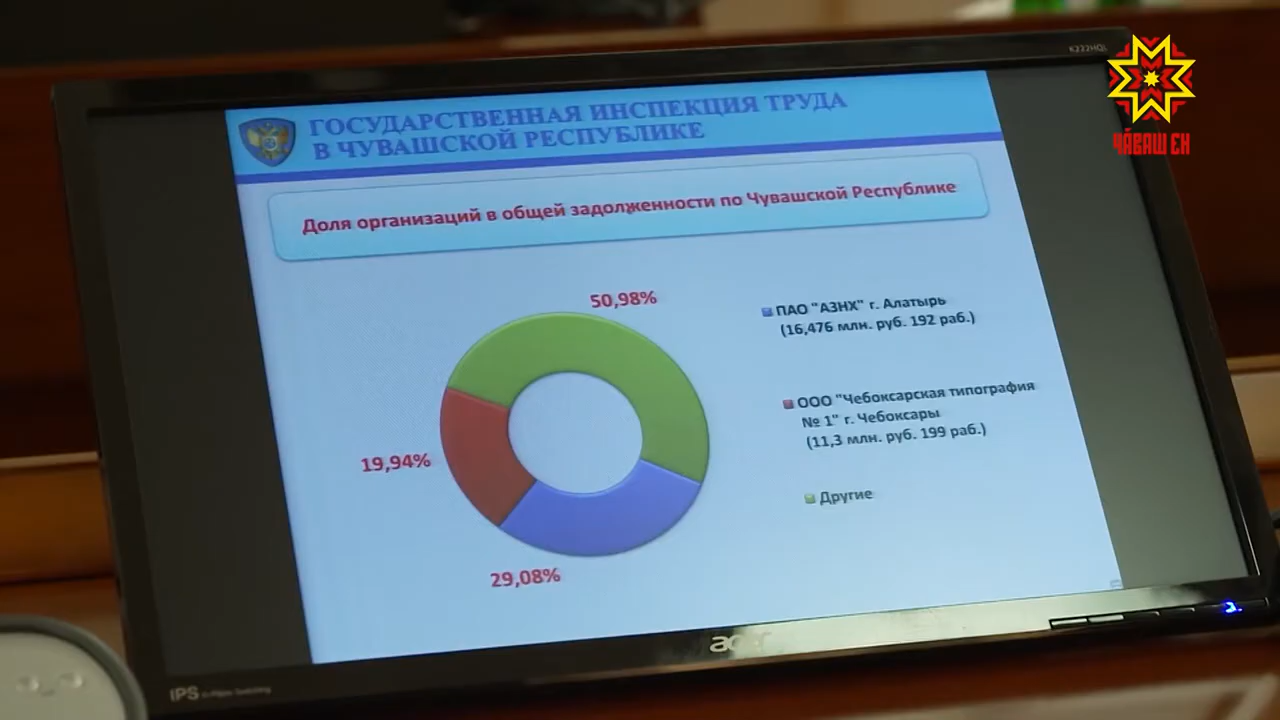 K222HQL
ЧӐВАШ ЕН
ГОСУДАРСТВЕННАЯ ИНСПЕКЦИЯ ТРУДА
В ЧУВАШСКОЙ РЕСПУБЛИКЕ
Доля организаций в общей задолженности по Чувашской Республике
50,98%
19,94%
29,08%
ПАО "АЗНХ" г. Алатырь
(16,476 млн. руб. 192 раб.)
ООО "Чебоксарская типография
№ 1" г. Чебоксары
(11,3 млн. руб. 199 раб.)
Другие
acer
IPS